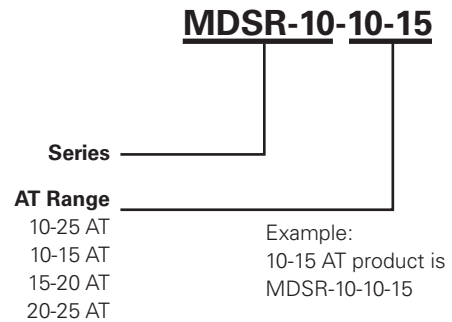 MDSR-10-10-15
Series
AT Range
10-25 AT
10-15 AT
15-20 AT
20-25 AT
Example:
10-15 AT product is
MDSR-10-10-15